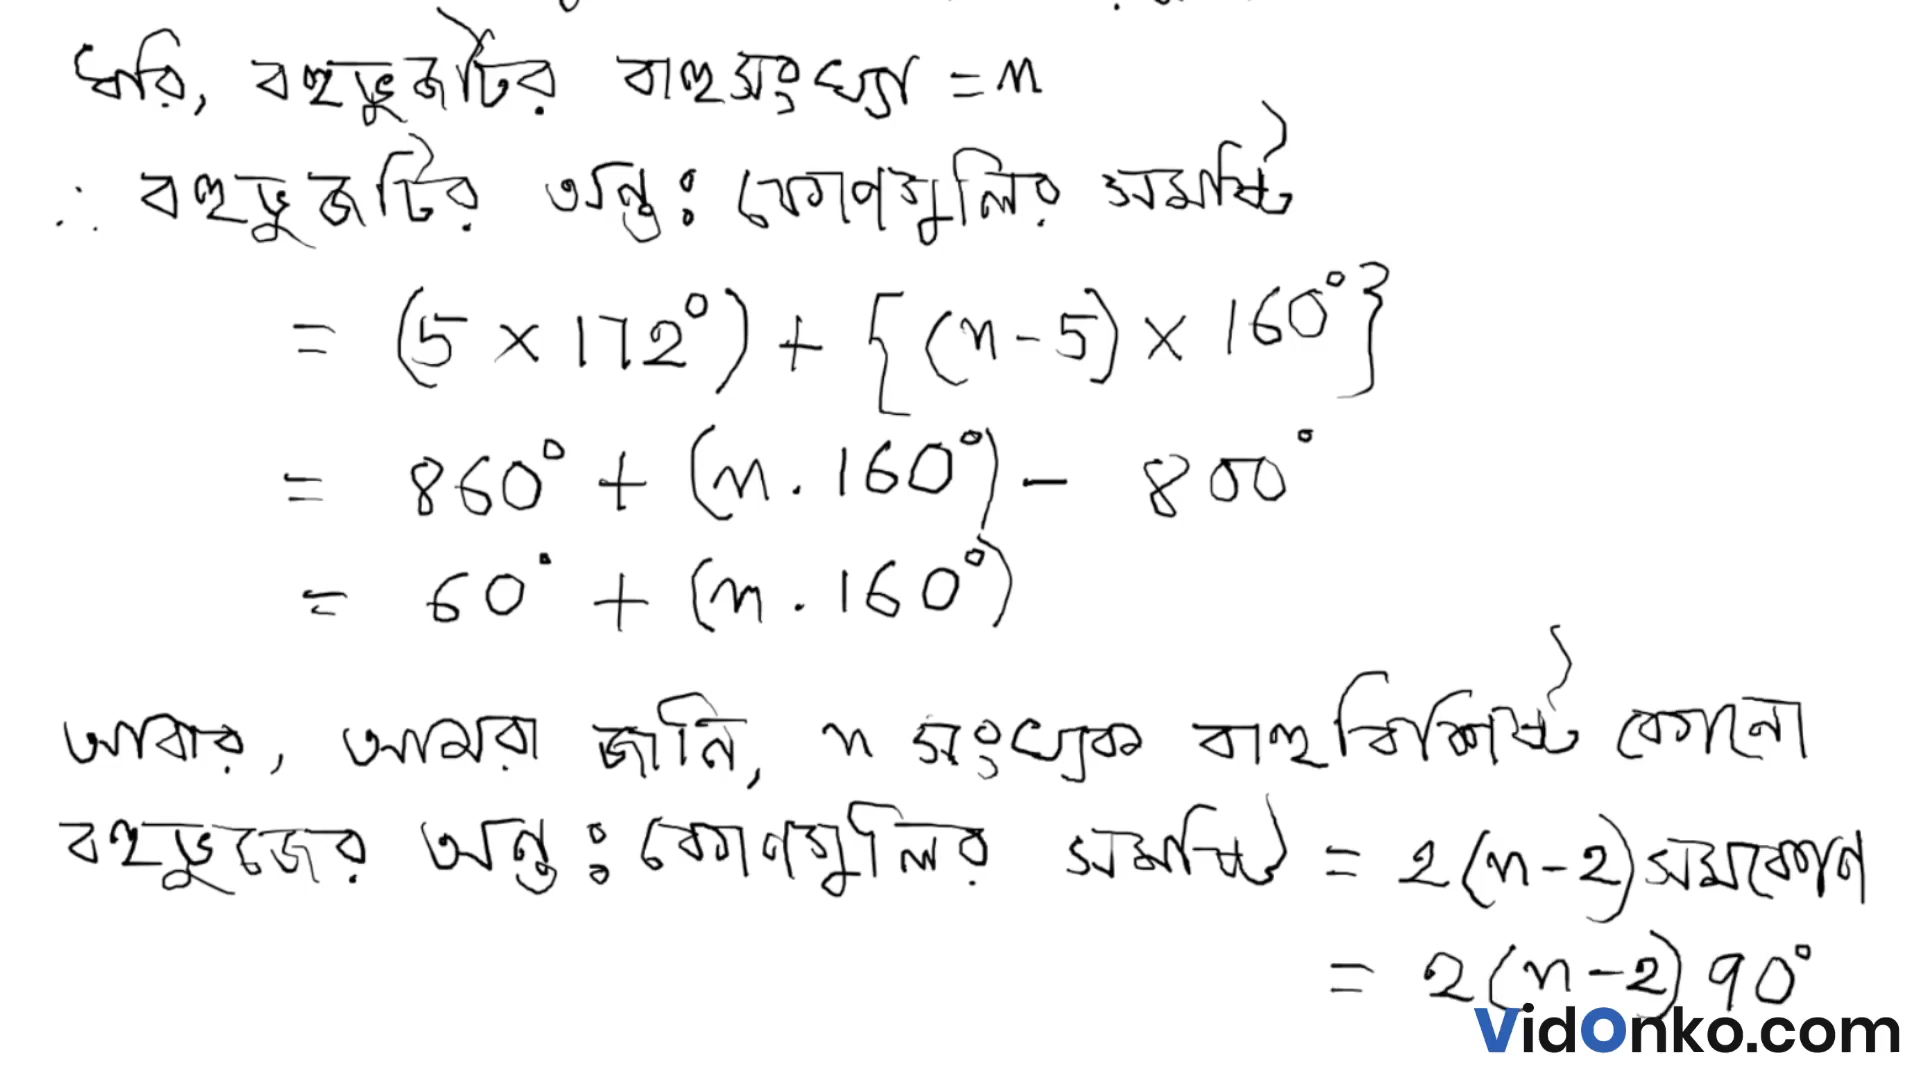 ধরি, বহুভুজটির বাহুসংখ্যা = n
∴ বহুভুজটির অন্তঃকোণগুলির সমষ্টি
= (5 × 172°) + {(n - 5) × 160°}
= 860° + (n . 160°) - 800°
= 60° + (n . 160°)
আবার, আমরা জানি, n সংখ্যক বাহুবিশিষ্ট কোনো
বহুভুজের অন্তঃকোণগুলির সমষ্টি = 2(n-2) সমকোণ
= 2(n-2) 90°
VidOnko.com